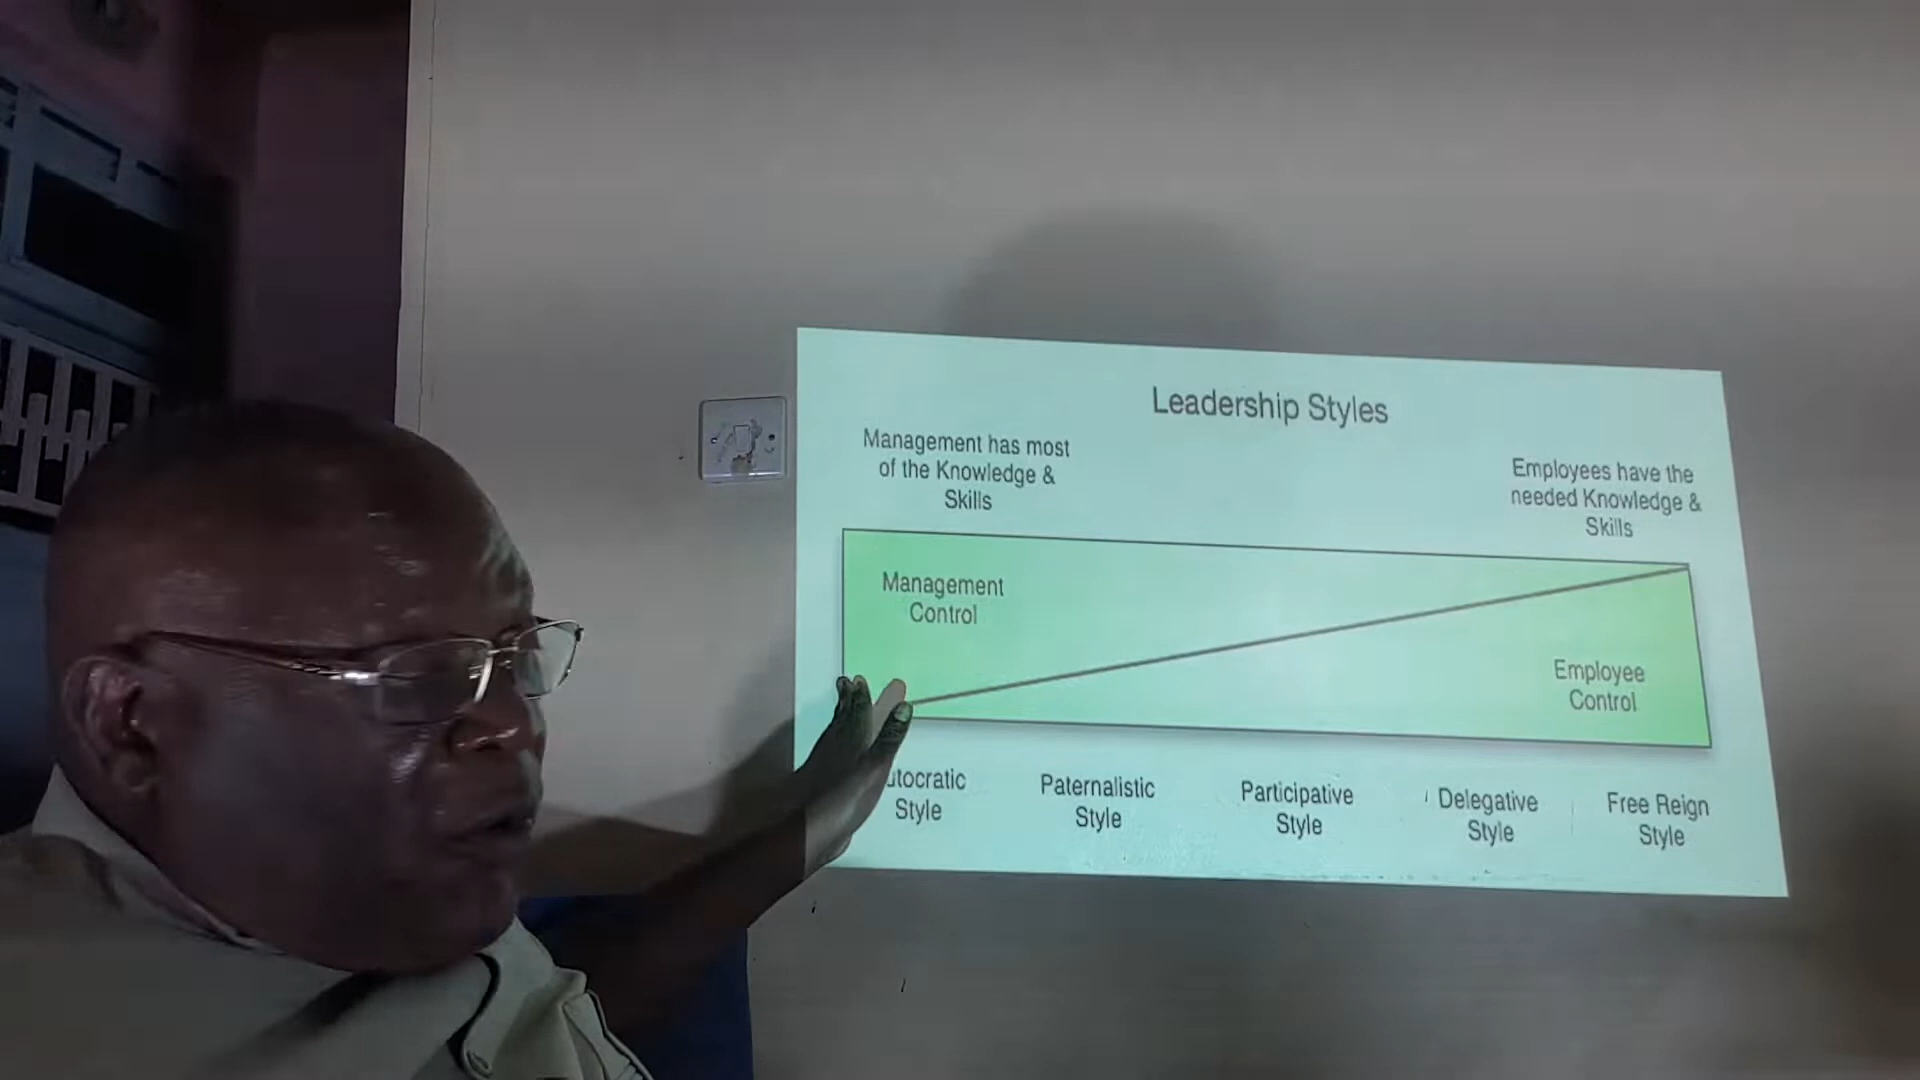 Leadership Styles
Management has most
of the Knowledge &
Skills
Employees have the
needed Knowledge &
Skills
Management
Control
Employee
Control
utocratic
Style
Paternalistic
Style
Participative
Style
Delegative
Style
Free Reign
Style